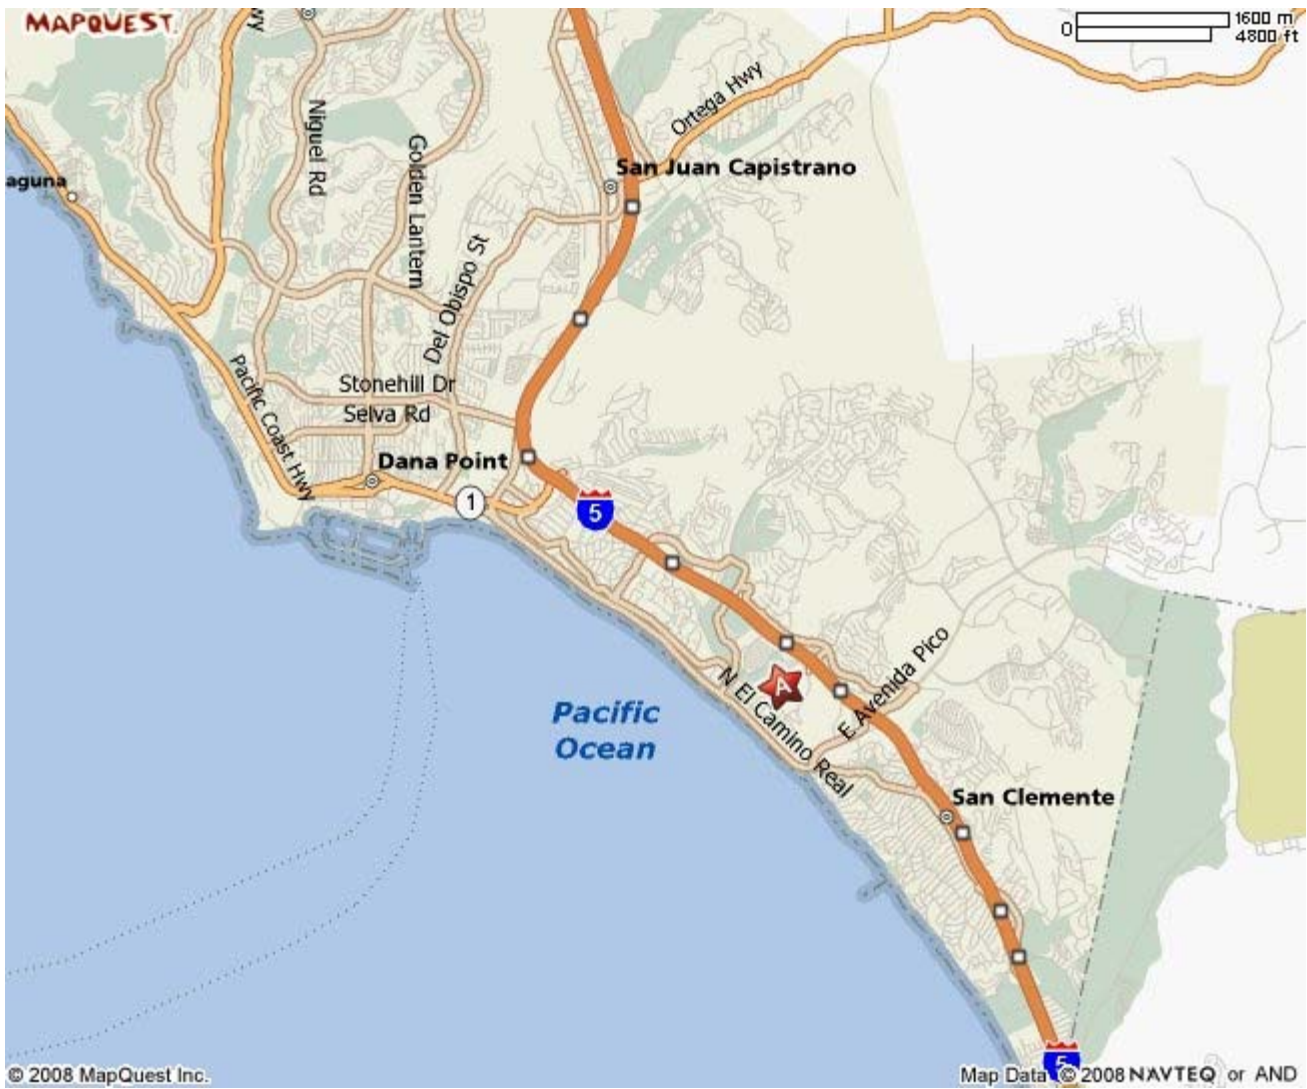 MAPQUEST.
wy
1600 m
0
4800 ft
Ortega Hwy
Niguel Rd
Golden Lantern
San Juan Capistrano
aguna
Del Obispo St
Pacific Coast Hwy
Stonehill Dr
Selva Rd
Dana Point
1
5
E Avenida Pico
A
N El Camino Real
Pacific
Ocean
San Clemente
5
© 2008 MapQuest Inc.
Map Data © 2008 NAVTEQ or AND